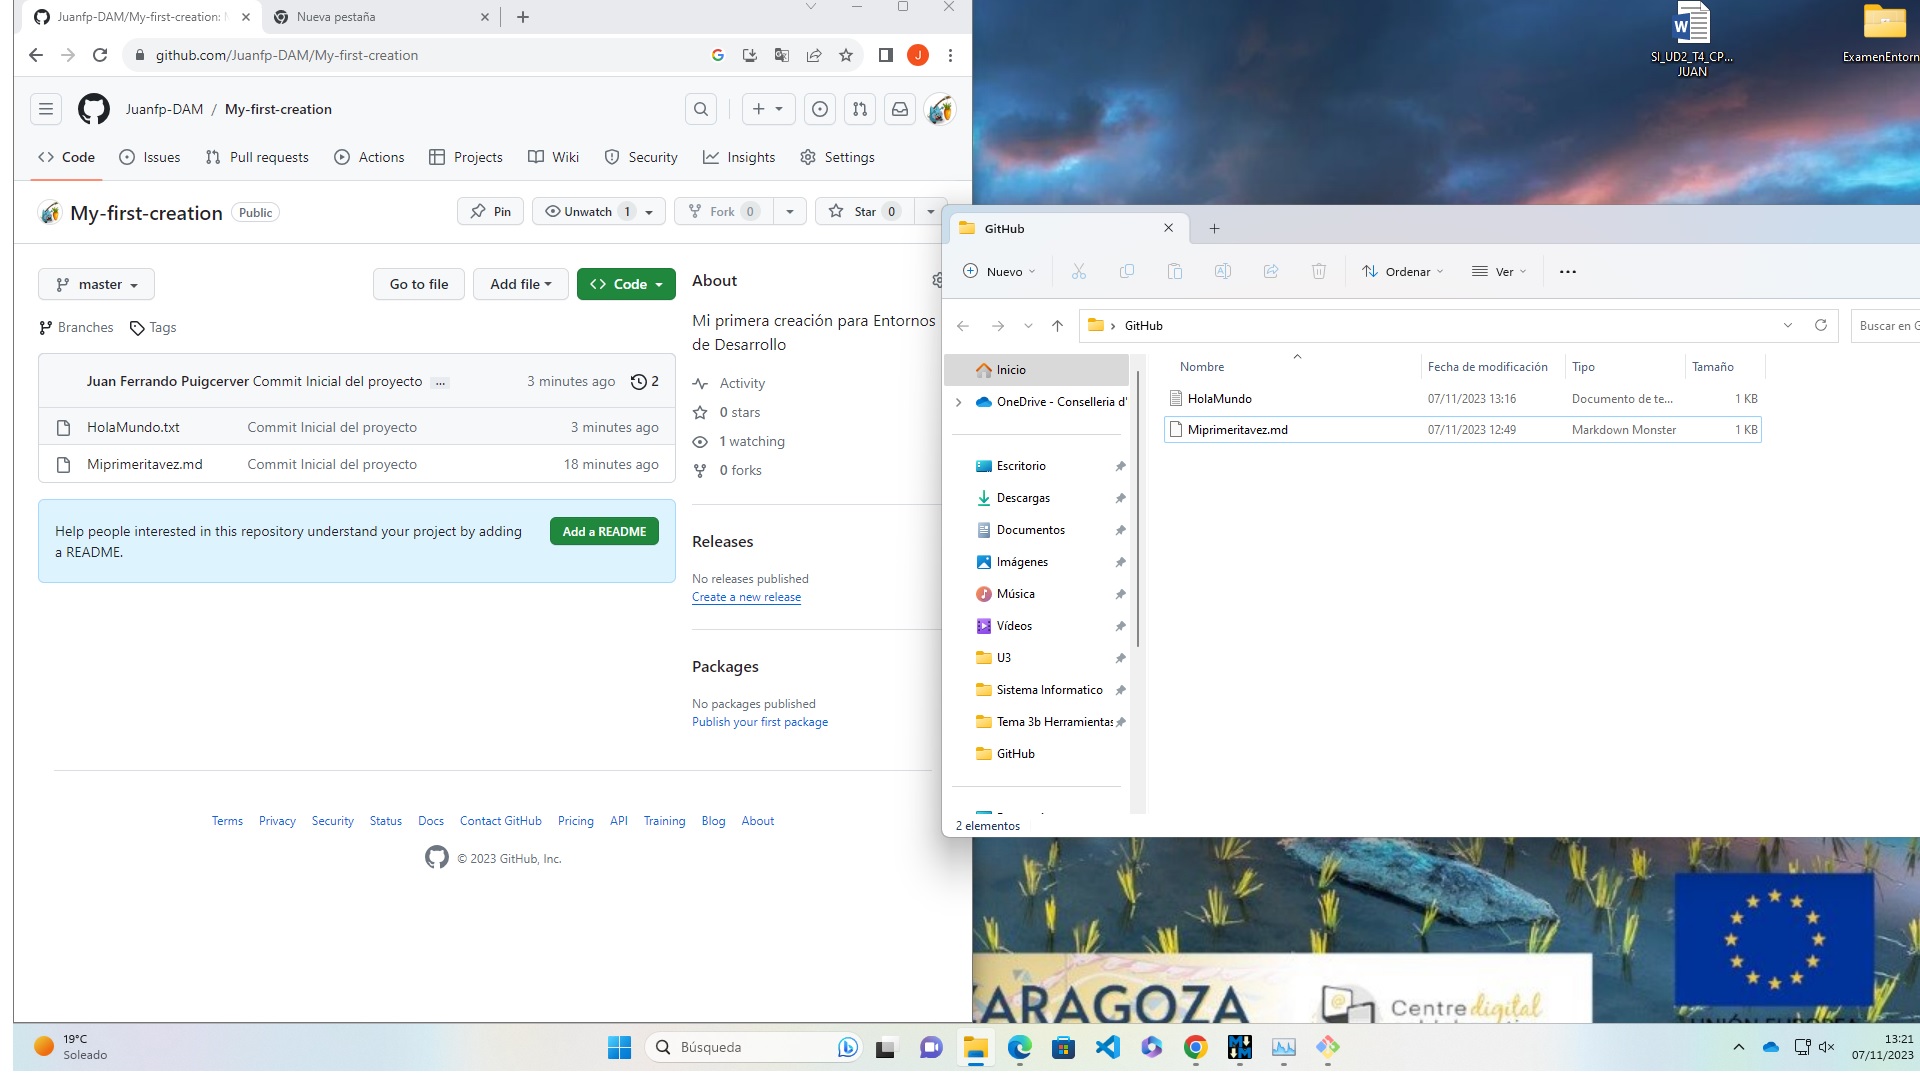 Juanfp-DAM/My-first-creation:
Nueva pestaña
github.com/Juanfp-DAM/My-first-creation
J
Juanfp-DAM / My-first-creation
Code Issues Pull requests Actions Projects Wiki Security Insights Settings
My-first-creation Public
Pin Unwatch 1 Fork 0 Star 0
master Go to file Add file Code
Branches Tags
Juan Ferrando Puigcerver Commit Inicial del proyecto ... 3 minutes ago 2
HolaMundo.txt Commit Inicial del proyecto 3 minutes ago
Miprimeritavez.md Commit Inicial del proyecto 18 minutes ago
Help people interested in this repository understand your project by adding
a README.
Add a README
About
Mi primera creación para Entornos
de Desarrollo
Activity
0 stars
1 watching
0 forks
Releases
No releases published
Create a new release
Packages
No packages published
Publish your first package
Terms Privacy Security Status Docs Contact GitHub Pricing API Training Blog About
© 2023 GitHub, Inc.
SI_UD2_T4_CP...
JUAN
ExamenEntorn
GitHub
Nuevo Ordenar Ver
GitHub
Buscar en G
Inicio
OneDrive - Conselleria d'
Escritorio
Descargas
Documentos
Imágenes
Música
Vídeos
U3
Sistema Informatico
Tema 3b Herramientas
GitHub
Nombre Fecha de modificación Tipo Tamaño
HolaMundo 07/11/2023 13:16 Documento de te... 1 KB
Miprimeritavez.md 07/11/2023 12:49 Markdown Monster 1 KB
2 elementos
ARAGOZA
Centre digital
19°C
Soleado
Búsqueda
13:21
07/11/2023